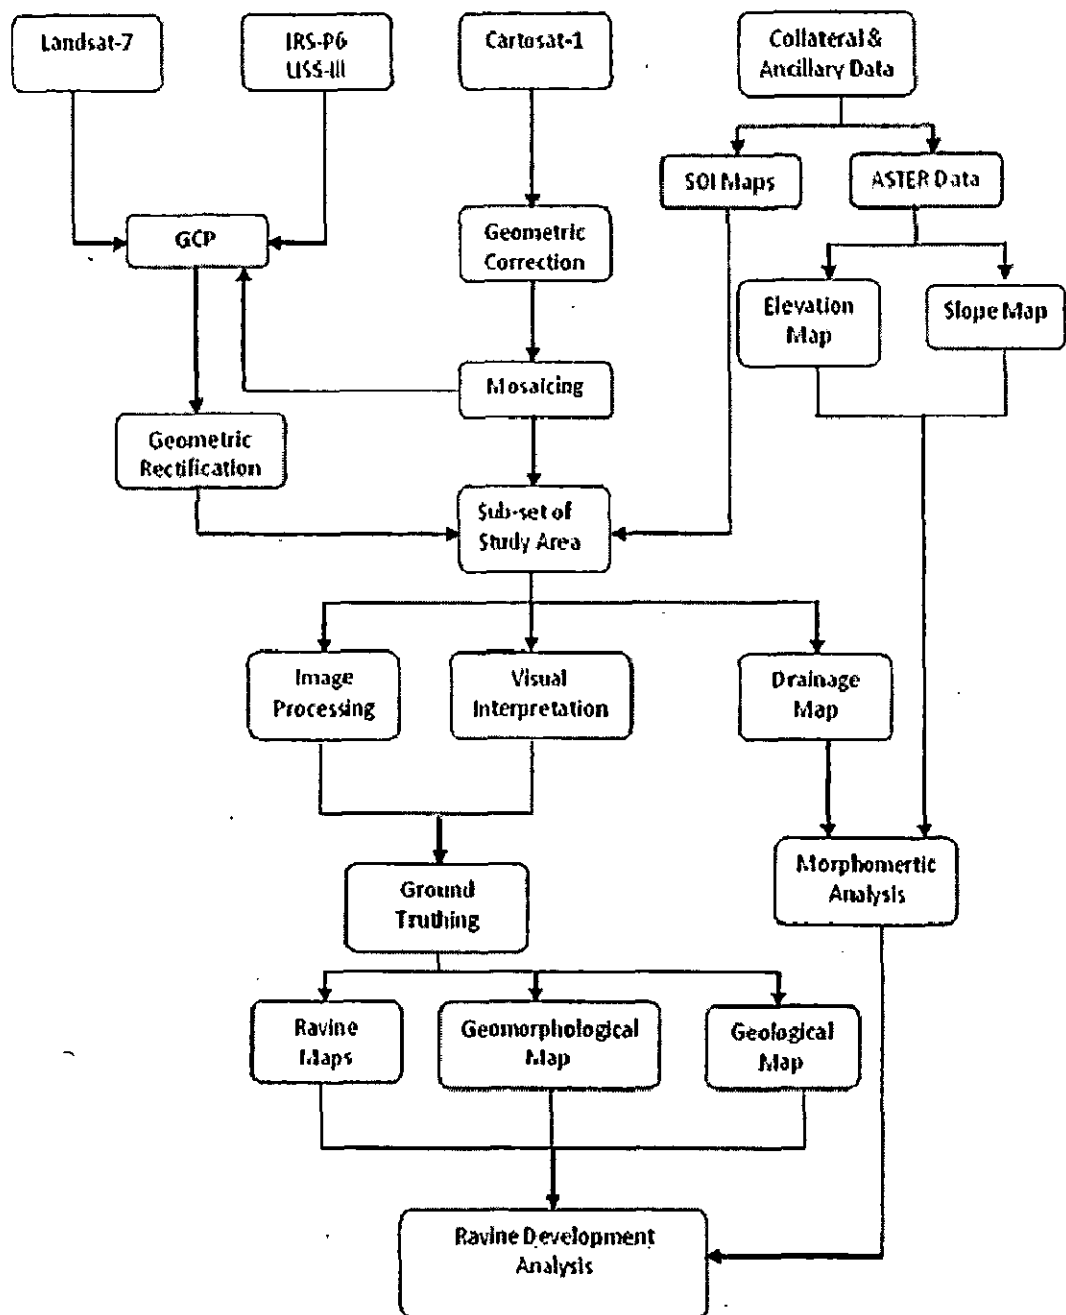 Landsat-7
IRS-P6
LISS-III
Cartosat-1
Collateral &
Ancillary Data
SOI Maps
ASTER Data
GCP
Geometric
Correction
Elevation
Map
Slope Map
Mosaicing
Geometric
Rectification
Sub-set of
Study Area
Image
Processing
Visual
Interpretation
Drainage
Map
Morphomertic
Analysis
Ground
Truthing
Ravine
Maps
Geomorphological
Map
Geological
Map
Ravine Development
Analysis